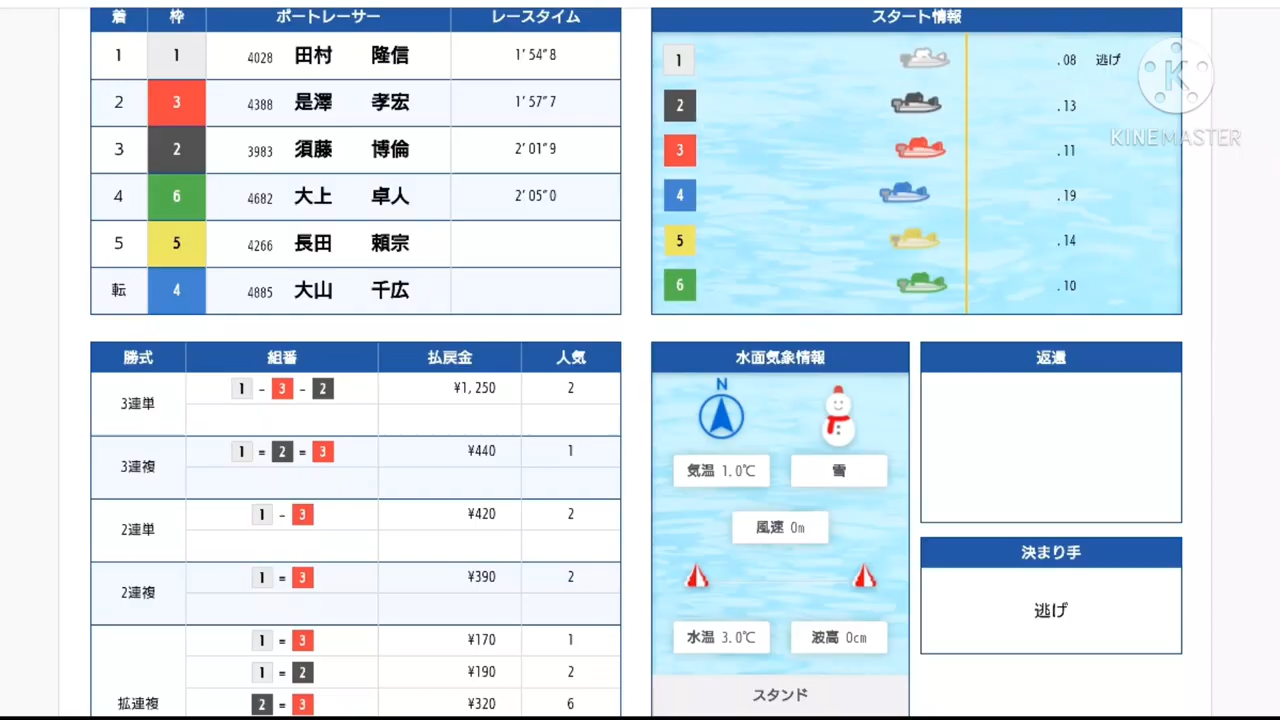 着 枠 ボートレーサー レースタイム
1 1 4028 田村 隆信 1'54"8
2 3 4388 是澤 孝宏 1'57"7
3 2 3983 須藤 博倫 2'01"9
4 6 4682 大上 卓人 2'05"0
5 5 4266 長田 頼宗
転 4 4885 大山 千広
スタート情報
1 .08 逃げ
2 .13
3 .11
4 .19
5 .14
6 .10
K
KINEMASTER
勝式 組番 払戻金 人気
3連単 1 - 3 - 2 ¥1,250 2
3連複 1 = 2 = 3 ¥440 1
2連単 1 - 3 ¥420 2
2連複 1 = 3 ¥390 2
拡連複 1 = 3 ¥170 1
1 = 2 ¥190 2
2 = 3 ¥320 6
水面気象情報
N
気温 1.0℃ 雪
風速 0m
水温 3.0℃ 波高 0cm
スタンド
返還
決まり手
逃げ